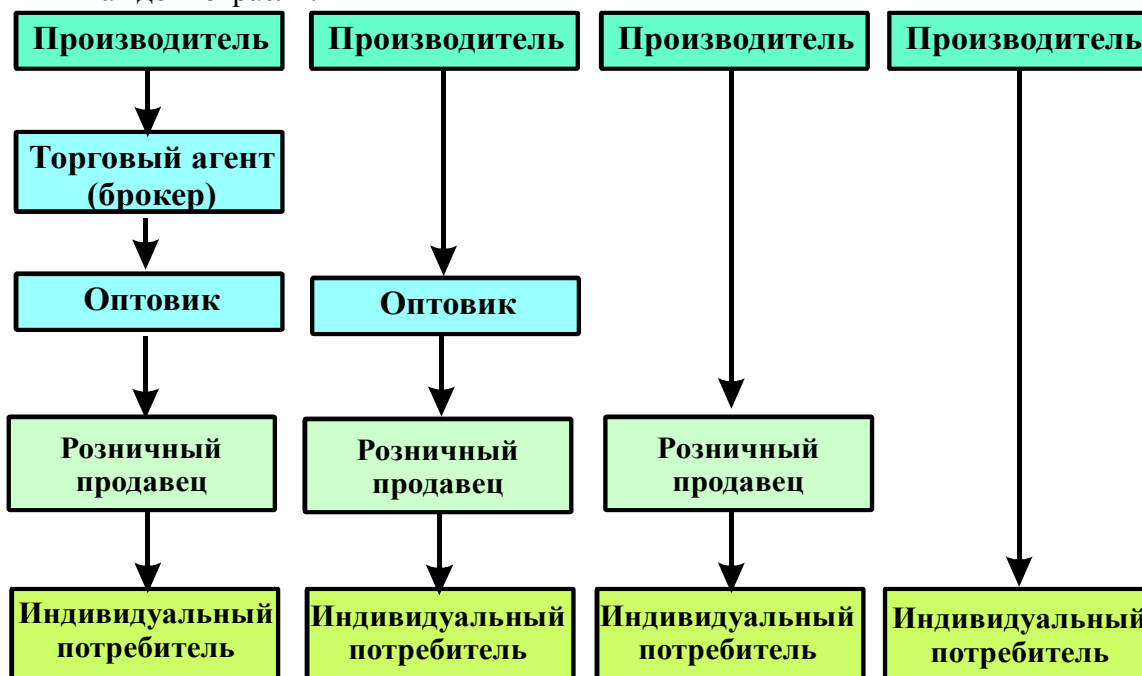 Производитель
Производитель
Производитель
Производитель
Торговый агент
(брокер)
Оптовик
Оптовик
Розничный
продавец
Розничный
продавец
Розничный
продавец
Индивидуальный
потребитель
Индивидуальный
потребитель
Индивидуальный
потребитель
Индивидуальный
потребитель